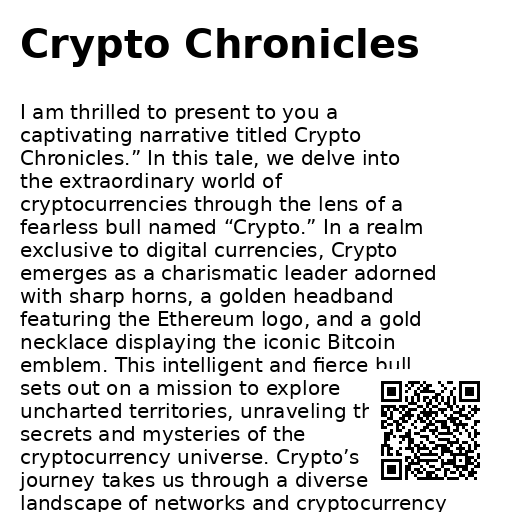 Crypto Chronicles
I am thrilled to present to you a
captivating narrative titled Crypto
Chronicles.” In this tale, we delve into
the extraordinary world of
cryptocurrencies through the lens of a
fearless bull named “Crypto.” In a realm
exclusive to digital currencies, Crypto
emerges as a charismatic leader adorned
with sharp horns, a golden headband
featuring the Ethereum logo, and a gold
necklace displaying the iconic Bitcoin
emblem. This intelligent and fierce bull
sets out on a mission to explore
uncharted territories, unraveling
secrets and mysteries of the
cryptocurrency universe. Crypto’s
journey takes us through a diverse
landscape of networks and cryptocurrency